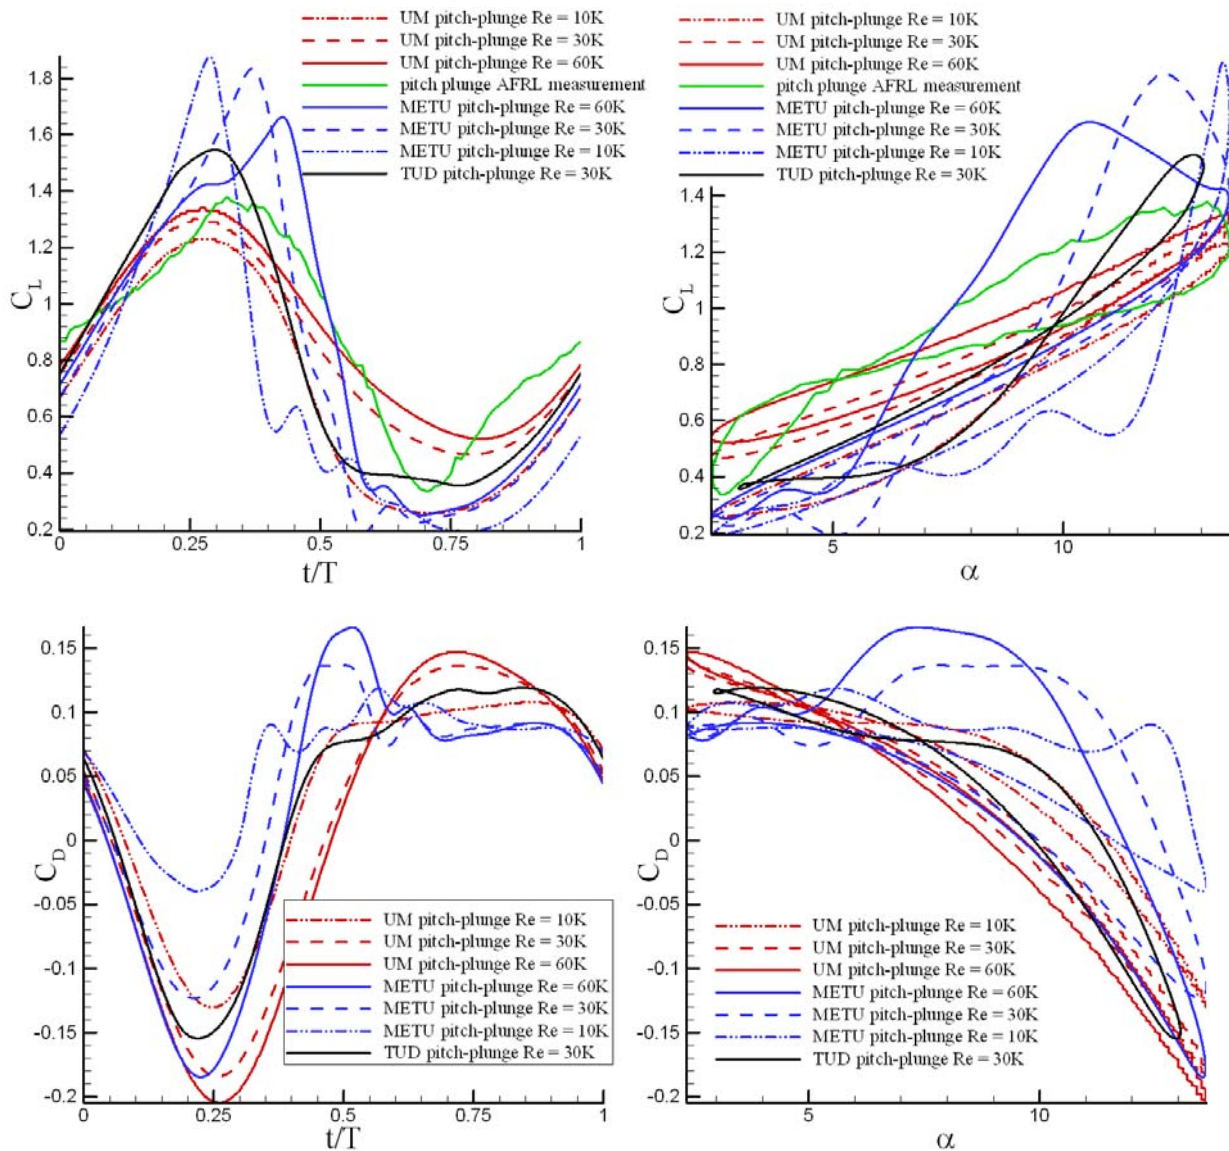 UM pitch-plunge Re = 10K
UM pitch-plunge Re = 30K
UM pitch-plunge Re = 60K
pitch plunge AFRL measurement
METU pitch-plunge Re = 60K
METU pitch-plunge Re = 30K
METU pitch-plunge Re = 10K
TUD pitch-plunge Re = 30K
1.8
1.6
1.4
1.2
1
0.8
0.6
0.4
0.2
C_L
0
0.25
0.5
0.75
1
t/T
UM pitch-plunge Re = 10K
UM pitch-plunge Re = 30K
UM pitch-plunge Re = 60K
pitch plunge AFRL measurement
METU pitch-plunge Re = 60K
METU pitch-plunge Re = 30K
METU pitch-plunge Re = 10K
TUD pitch-plunge Re = 30K
1.4
1.2
1
0.8
0.6
0.4
0.2
C_L
5
10
α
0.15
0.1
0.05
0
-0.05
-0.1
-0.15
-0.2
C_D
0
0.25
0.5
0.75
1
t/T
UM pitch-plunge Re = 10K
UM pitch-plunge Re = 30K
UM pitch-plunge Re = 60K
METU pitch-plunge Re = 60K
METU pitch-plunge Re = 30K
METU pitch-plunge Re = 10K
TUD pitch-plunge Re = 30K
0.15
0.1
0.05
0
-0.05
-0.1
-0.15
-0.2
C_D
UM pitch-plunge Re = 10K
UM pitch-plunge Re = 30K
UM pitch-plunge Re = 60K
METU pitch-plunge Re = 60K
METU pitch-plunge Re = 30K
METU pitch-plunge Re = 10K
TUD pitch-plunge Re = 30K
5
10
α